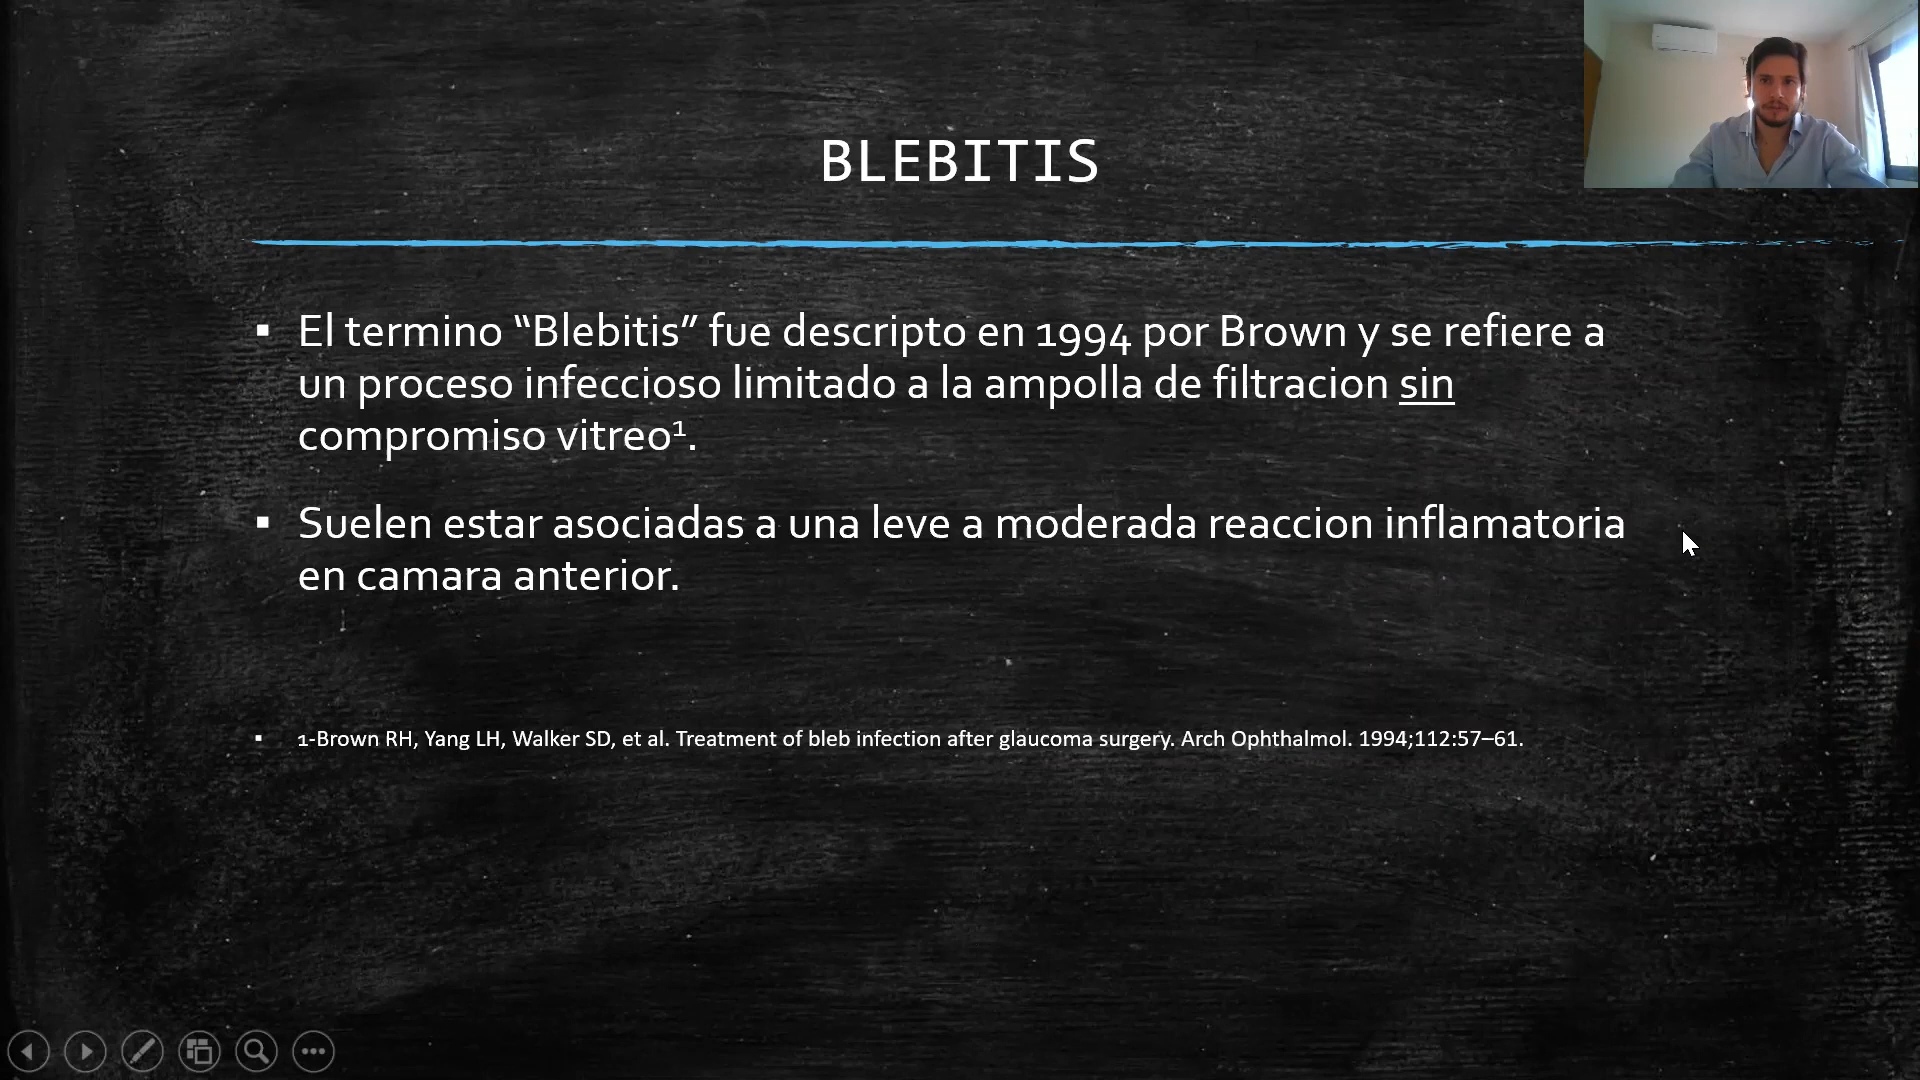 BLEBITIS
▪ El termino “Blebitis” fue descripto en 1994 por Brown y se refiere a
un proceso infeccioso limitado a la ampolla de filtracion sin
compromiso vitreo¹.
▪ Suelen estar asociadas a una leve a moderada reaccion inflamatoria
en camara anterior.
▪ 1-Brown RH, Yang LH, Walker SD, et al. Treatment of bleb infection after glaucoma surgery. Arch Ophthalmol. 1994;112:57–61.